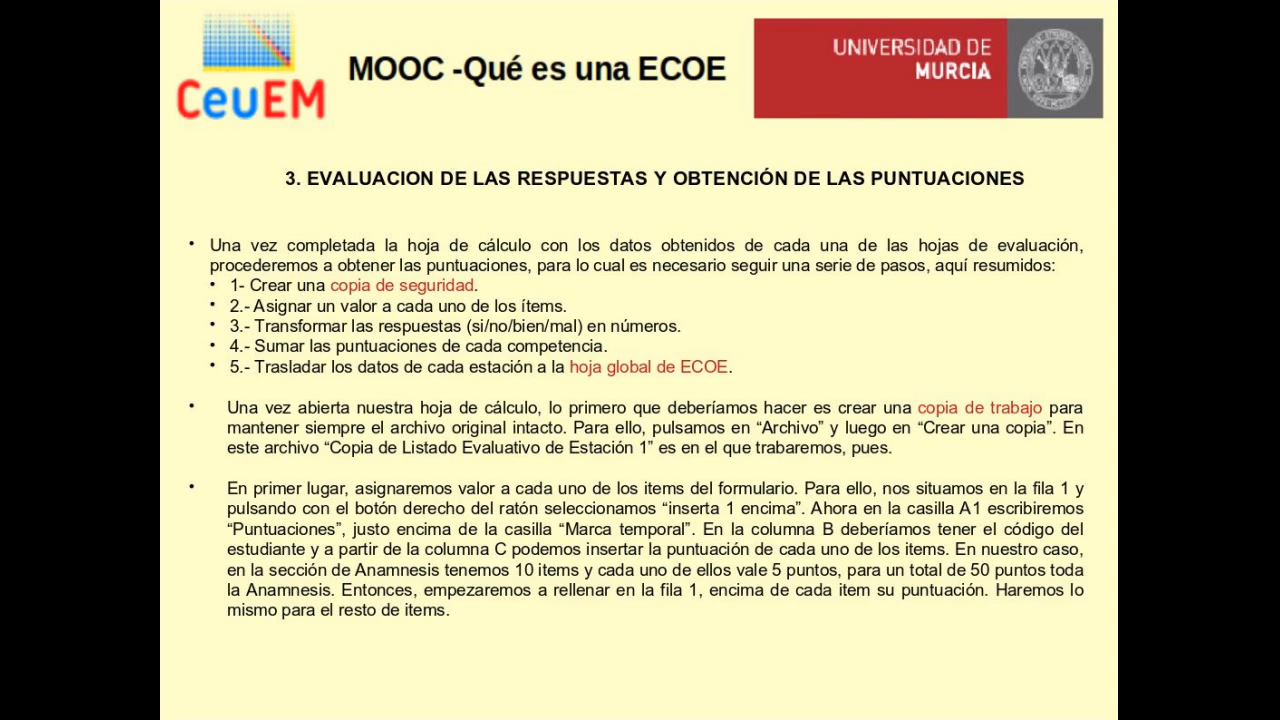 CeuEM
MOOC -Qué es una ECOE
UNIVERSIDAD DE
MURCIA
3. EVALUACION DE LAS RESPUESTAS Y OBTENCIÓN DE LAS PUNTUACIONES
• Una vez completada la hoja de cálculo con los datos obtenidos de cada una de las hojas de evaluación,
procederemos a obtener las puntuaciones, para lo cual es necesario seguir una serie de pasos, aquí resumidos:
• 1- Crear una copia de seguridad.
• 2.- Asignar un valor a cada uno de los ítems.
• 3.- Transformar las respuestas (si/no/bien/mal) en números.
• 4.- Sumar las puntuaciones de cada competencia.
• 5.- Trasladar los datos de cada estación a la hoja global de ECOE.
• Una vez abierta nuestra hoja de cálculo, lo primero que deberíamos hacer es crear una copia de trabajo para
mantener siempre el archivo original intacto. Para ello, pulsamos en “Archivo” y luego en “Crear una copia”. En
este archivo “Copia de Listado Evaluativo de Estación 1” es en el que trabaremos, pues.
• En primer lugar, asignaremos valor a cada uno de los items del formulario. Para ello, nos situamos en la fila 1 y
pulsando con el botón derecho del ratón seleccionamos “inserta 1 encima”. Ahora en la casilla A1 escribiremos
“Puntuaciones”, justo encima de la casilla “Marca temporal”. En la columna B deberíamos tener el código del
estudiante y a partir de la columna C podemos insertar la puntuación de cada uno de los items. En nuestro caso,
en la sección de Anamnesis tenemos 10 items y cada uno de ellos vale 5 puntos, para un total de 50 puntos toda
la Anamnesis. Entonces, empezaremos a rellenar en la fila 1, encima de cada item su puntuación. Haremos lo
mismo para el resto de items.